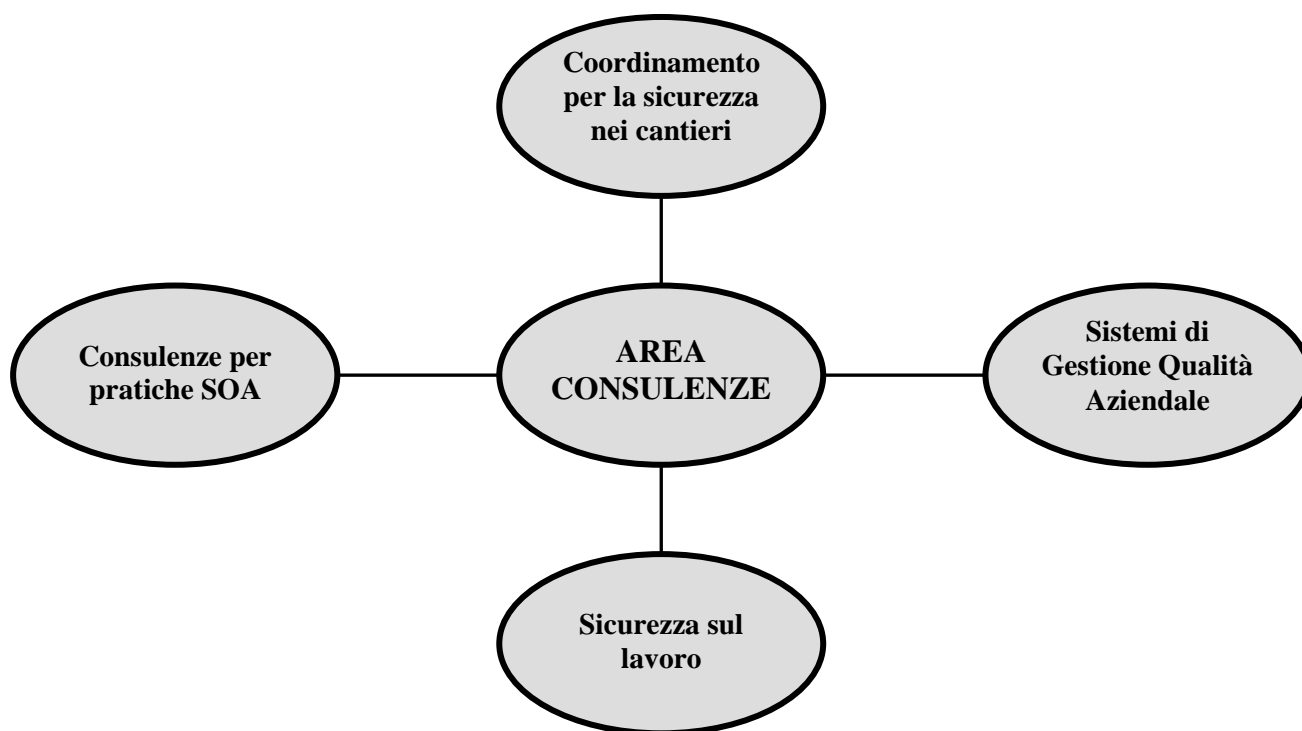 Coordinamento
per la sicurezza
nei cantieri
Consulenze per
pratiche SOA
AREA
CONSULENZE
Sistemi di
Gestione Qualità
Aziendale
Sicurezza sul
lavoro